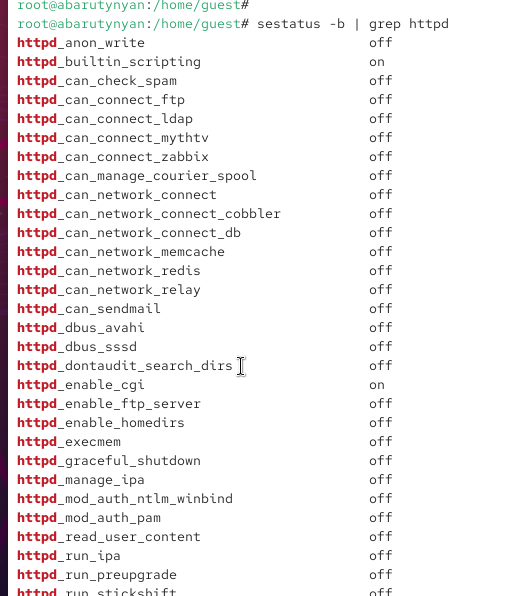 root@abarutynyan:/home/guest#
root@abarutynyan:/home/guest# sestatus -b | grep httpd
httpd_anon_write off
httpd_builtin_scripting on
httpd_can_check_spam off
httpd_can_connect_ftp off
httpd_can_connect_ldap off
httpd_can_connect_mythtv off
httpd_can_connect_zabbix off
httpd_can_manage_courier_spool off
httpd_can_network_connect off
httpd_can_network_connect_cobbler off
httpd_can_network_connect_db off
httpd_can_network_memcache off
httpd_can_network_redis off
httpd_can_network_relay off
httpd_can_sendmail off
httpd_dbus_avahi off
httpd_dbus_sssd off
httpd_dontaudit_search_dirs off
httpd_enable_cgi on
httpd_enable_ftp_server off
httpd_enable_homedirs off
httpd_execmem off
httpd_graceful_shutdown off
httpd_manage_ipa off
httpd_mod_auth_ntlm_winbind off
httpd_mod_auth_pam off
httpd_read_user_content off
httpd_run_ipa off
httpd_run_preupgrade off
httpd_run_stickshift off